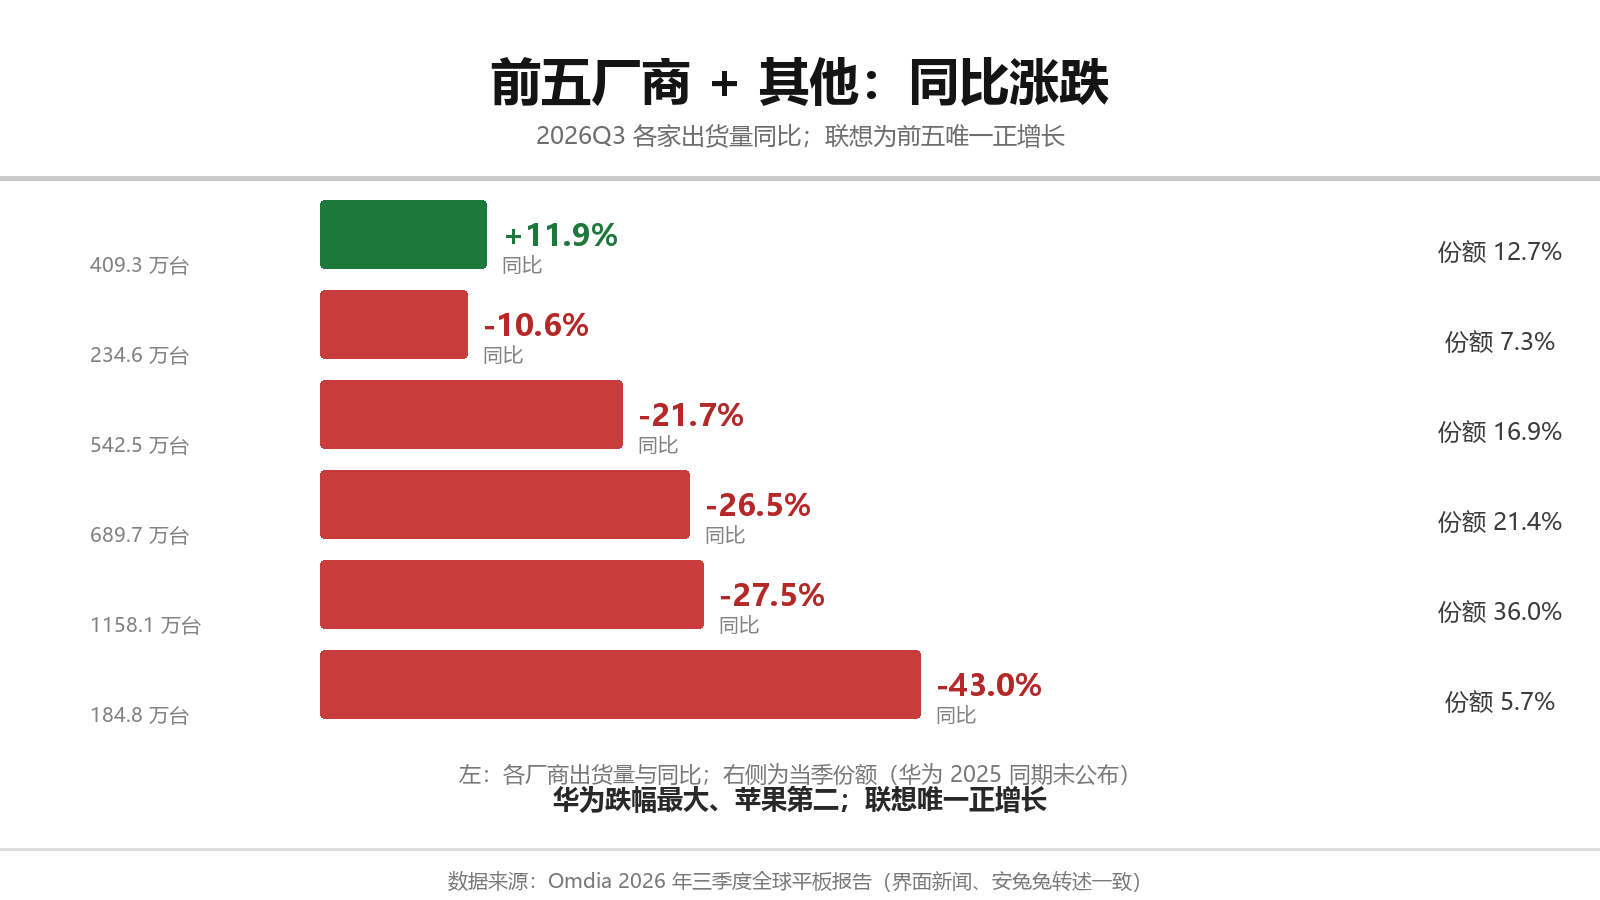 前五厂商 + 其他：同比涨跌
2026Q3 各家出货量同比；联想为前五唯一正增长
+11.9%
409.3 万台
同比
份额 12.7%
-10.6%
234.6 万台
同比
份额 7.3%
-21.7%
542.5 万台
同比
份额 16.9%
-26.5%
689.7 万台
同比
份额 21.4%
-27.5%
1158.1 万台
同比
份额 36.0%
-43.0%
184.8 万台
同比
份额 5.7%
左：各厂商出货量与同比；右侧为当季份额（华为 2025 同期未公布）
华为跌幅最大、苹果第二；联想唯一正增长
数据来源：Omdia 2026 年三季度全球平板报告（界面新闻、安兔兔转述一致）